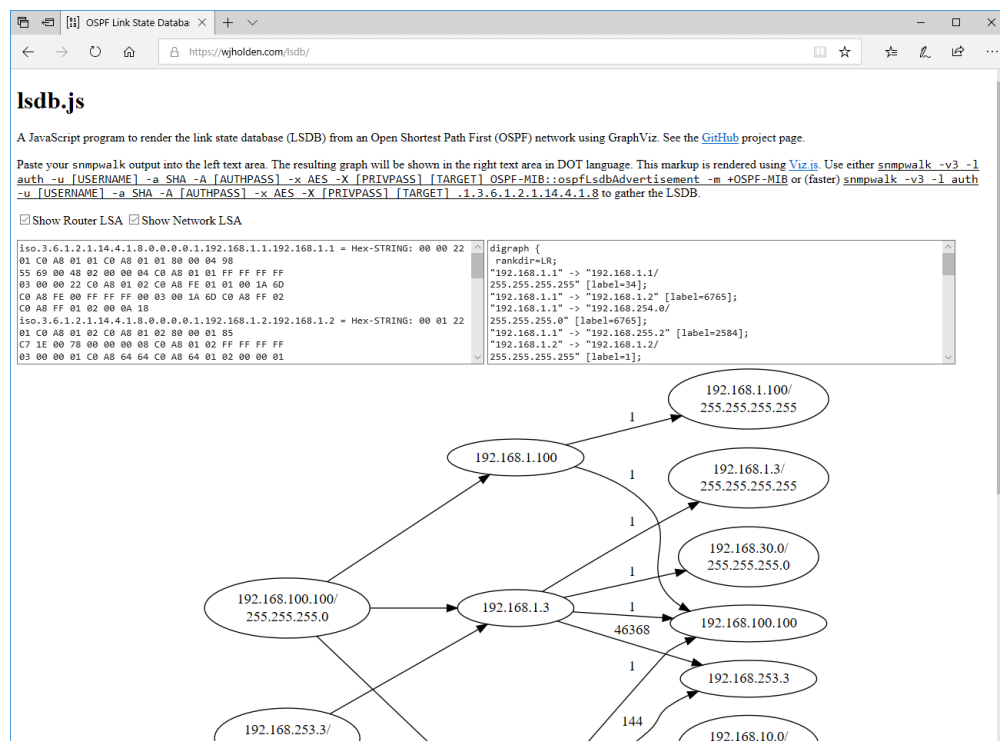 OSPF Link State Databa
https://wjholden.com/lsdb/
lsdb.js
A JavaScript program to render the link state database (LSDB) from an Open Shortest Path First (OSPF) network using GraphViz. See the GitHub project page.
Paste your snmpwalk output into the left text area. The resulting graph will be shown in the right text area in DOT language. This markup is rendered using Viz.js. Use either snmpwalk -v3 -l
auth -u [USERNAME] -a SHA -A [AUTHPASS] -x AES -X [PRIVPASS] [TARGET] OSPF-MIB::ospfLsdbAdvertisement -m +OSPF-MIB or (faster) snmpwalk -v3 -l auth
-u [USERNAME] -a SHA -A [AUTHPASS] -x AES -X [PRIVPASS] [TARGET] .1.3.6.1.2.1.14.4.1.8 to gather the LSDB.
Show Router LSA Show Network LSA
iso.3.6.1.2.1.14.4.1.8.0.0.0.0.1.192.168.1.1.192.168.1.1 = Hex-STRING: 00 00 22
01 C0 A8 01 01 C0 A8 01 01 80 00 04 98
55 69 00 48 02 00 00 04 C0 A8 01 01 FF FF FF FF
03 00 00 22 C0 A8 01 02 C0 A8 FE 01 01 00 1A 6D
C0 A8 FE 00 FF FF FF 00 03 00 1A 6D C0 A8 FF 02
C0 A8 FF 01 02 00 0A 18
iso.3.6.1.2.1.14.4.1.8.0.0.0.0.1.192.168.1.2.192.168.1.2 = Hex-STRING: 00 01 22
01 C0 A8 01 02 C0 A8 01 02 80 00 01 85
C7 1E 00 78 00 00 00 08 C0 A8 01 02 FF FF FF FF
03 00 00 01 C0 A8 64 64 C0 A8 64 01 02 00 00 01
digraph {
rankdir=LR;
"192.168.1.1" -> "192.168.1.1/
255.255.255.255" [label=34];
"192.168.1.1" -> "192.168.1.2" [label=6765];
"192.168.1.1" -> "192.168.254.0/
255.255.255.0" [label=6765];
"192.168.1.1" -> "192.168.255.2" [label=2584];
"192.168.1.2" -> "192.168.1.2/
255.255.255.255" [label=1];
192.168.1.100/
255.255.255.255
1
192.168.1.100
1
192.168.1.3/
255.255.255.255
1
192.168.30.0/
255.255.255.0
1
192.168.100.100/
255.255.255.0
192.168.1.3
1
192.168.100.100
46368
1
192.168.253.3
144
192.168.253.3/
192.168.10.0/